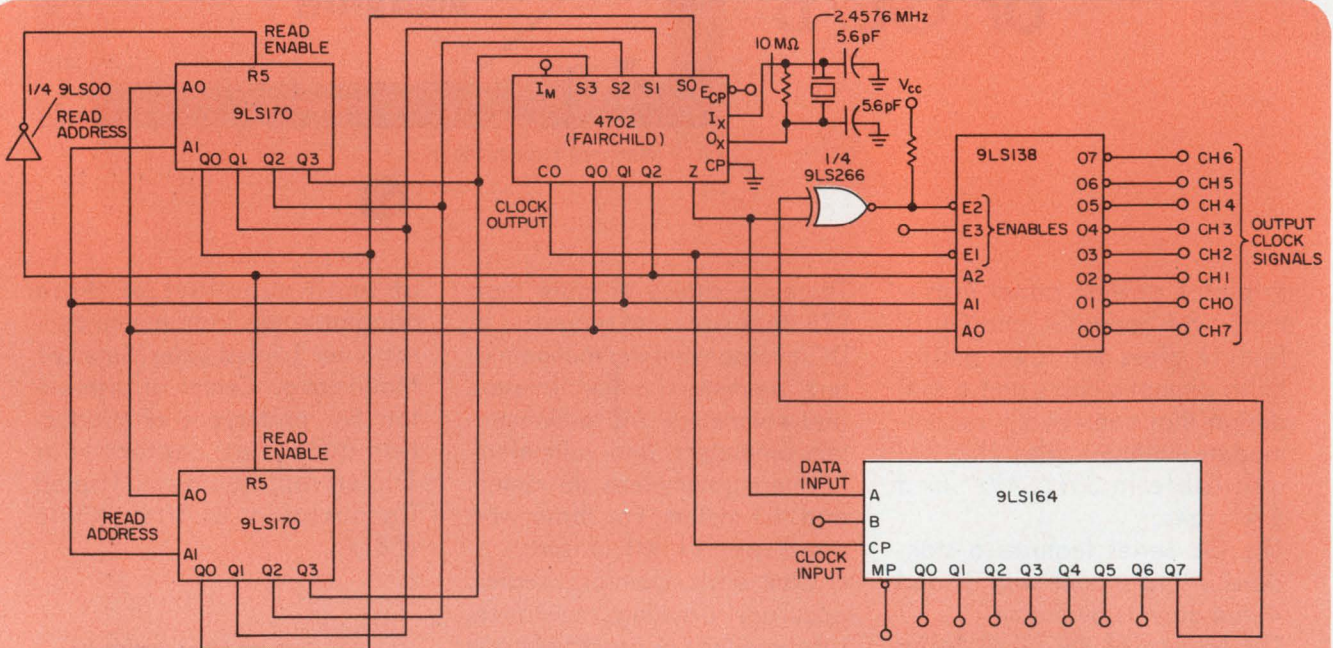 READ
ENABLE
R5
A0
9LS170
A1
Q0 Q1 Q2 Q3
1/4 9LS00
READ
ADDRESS
IM S3 S2 S1 S0 ECP
4702
(FAIRCHILD)
IX
OX
CP
CO Q0 Q1 Q2 Z
CLOCK
OUTPUT
10 MΩ
2.4576 MHz
5.6 pF
5.6 pF
VCC
1/4
9LS266
9LS138
E2
E3
E1
ENABLES
A2
A1
A0
O7
O6
O5
O4
O3
O2
O1
O0
CH6
CH5
CH4
CH3
CH2
CH1
CH0
CH7
OUTPUT
CLOCK
SIGNALS
READ
ENABLE
R5
A0
9LS170
READ
ADDRESS
A1
Q0 Q1 Q2 Q3
DATA
INPUT
A
9LS164
B
CP
CLOCK
INPUT
MP Q0 Q1 Q2 Q3 Q4 Q5 Q6 Q7